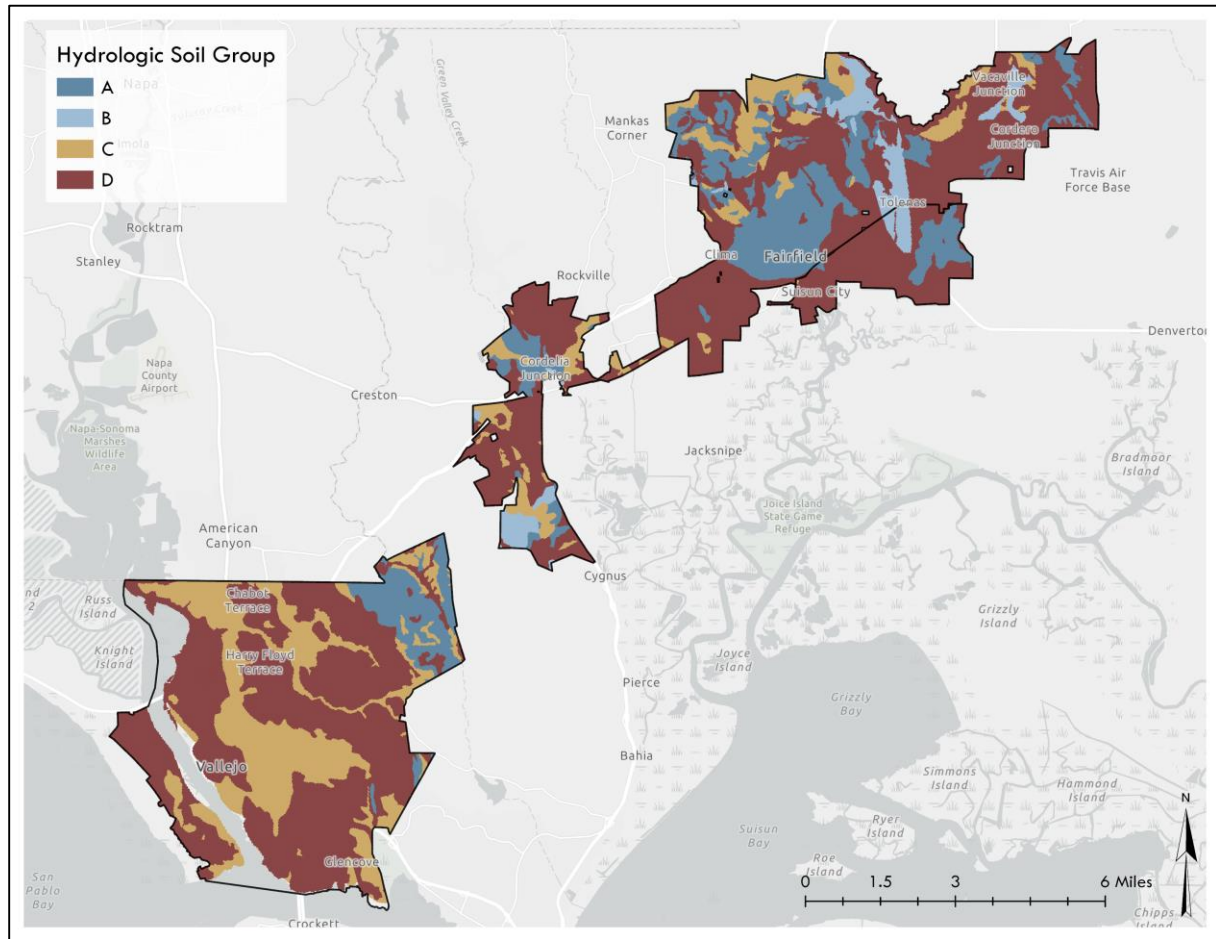 Hydrologic Soil Group
A
B
C
D
Napa
Imola
Rocktram
Stanley
Green Valley Creek
Mankas
Corner
Vacaville
Junction
Cordero
Junction
Travis Air
Force Base
Tolenas
Clima
Fairfield
Rockville
Suisun City
Denverton
Napa
County
Airport
Creston
Cordelia
Junction
Napa-Sonoma
Marshes
Wildlife
Area
Jacksnipe
Bradmoor
Island
Joice Island
State Game
Refuge
American
Canyon
Cygnus
Russ
Island
Chabot
Terrace
Grizzly
Island
Knight
Island
Harry Floyd
Terrace
Joyce
Island
Pierce
Grizzly
Bay
Bahia
Vallejo
Simmons
Island
Hammond
Island
N
Ryer
Island
Suisun
Bay
Roe
Island
Glencove
San
Pablo
Bay
0 1.5 3 6 Miles
Crockett
Chipps
Island